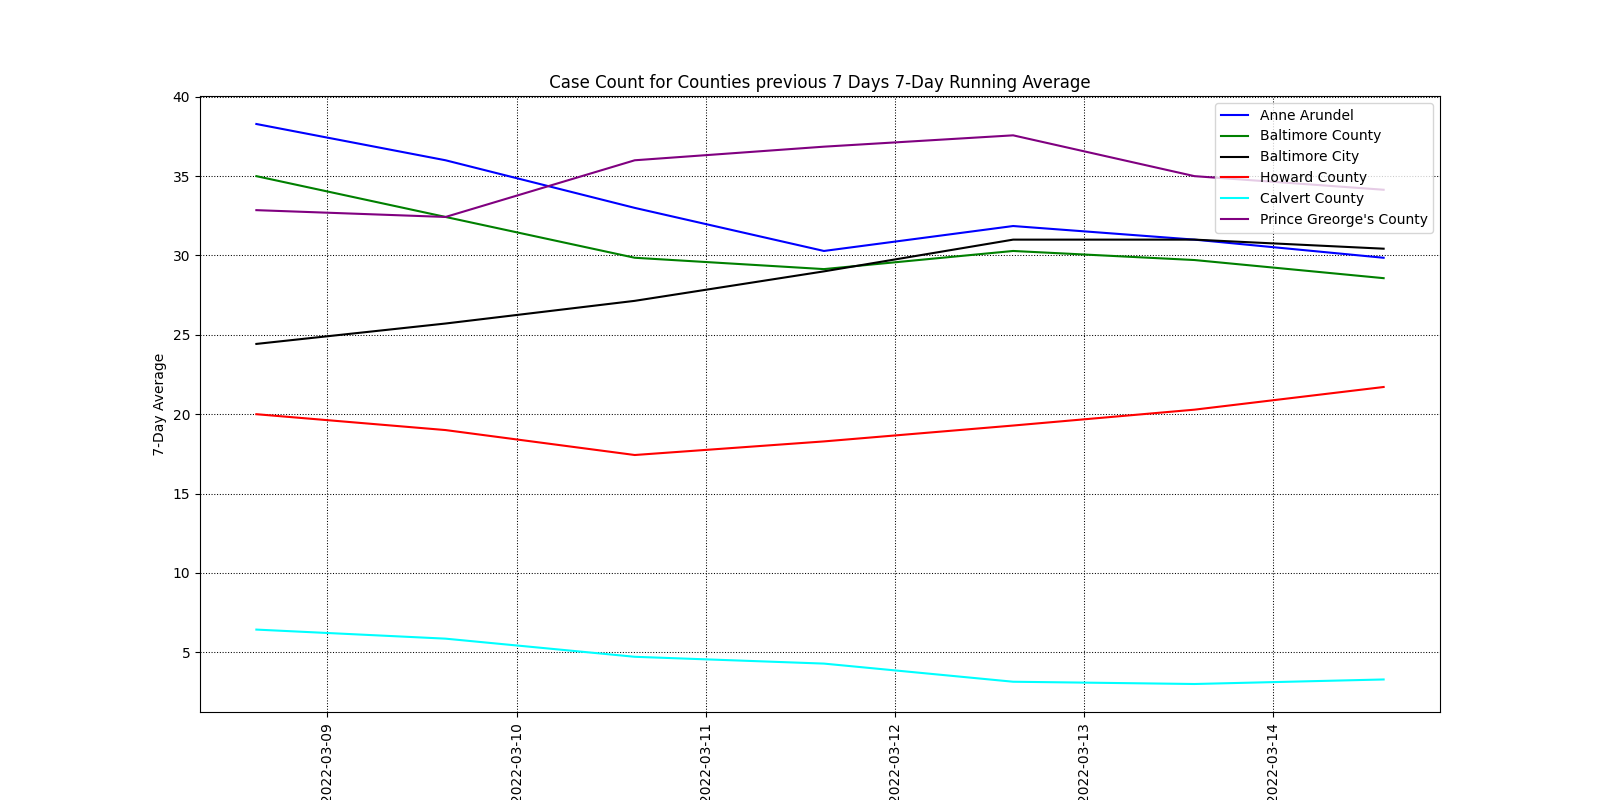 Case Count for Counties previous 7 Days 7-Day Running Average
40
35
30
25
20
15
10
5
7-Day Average
Anne Arundel
Baltimore County
Baltimore City
Howard County
Calvert County
Prince Greorge's County
2022-03-09
2022-03-10
2022-03-11
2022-03-12
2022-03-13
2022-03-14